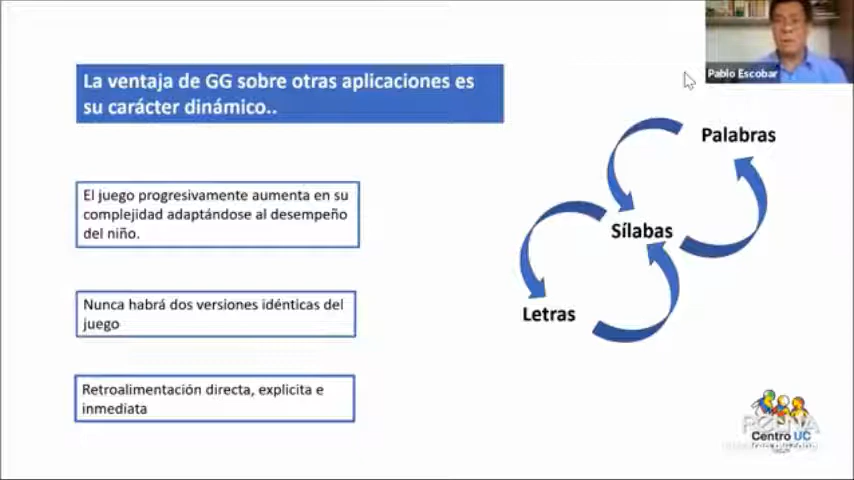 La ventaja de GG sobre otras aplicaciones es
su carácter dinámico..
El juego progresivamente aumenta en su
complejidad adaptándose al desempeño
del niño.
Nunca habrá dos versiones idénticas del
juego
Retroalimentación directa, explicita e
inmediata
Palabras
Sílabas
Letras
Pablo Escobar
Centro UC